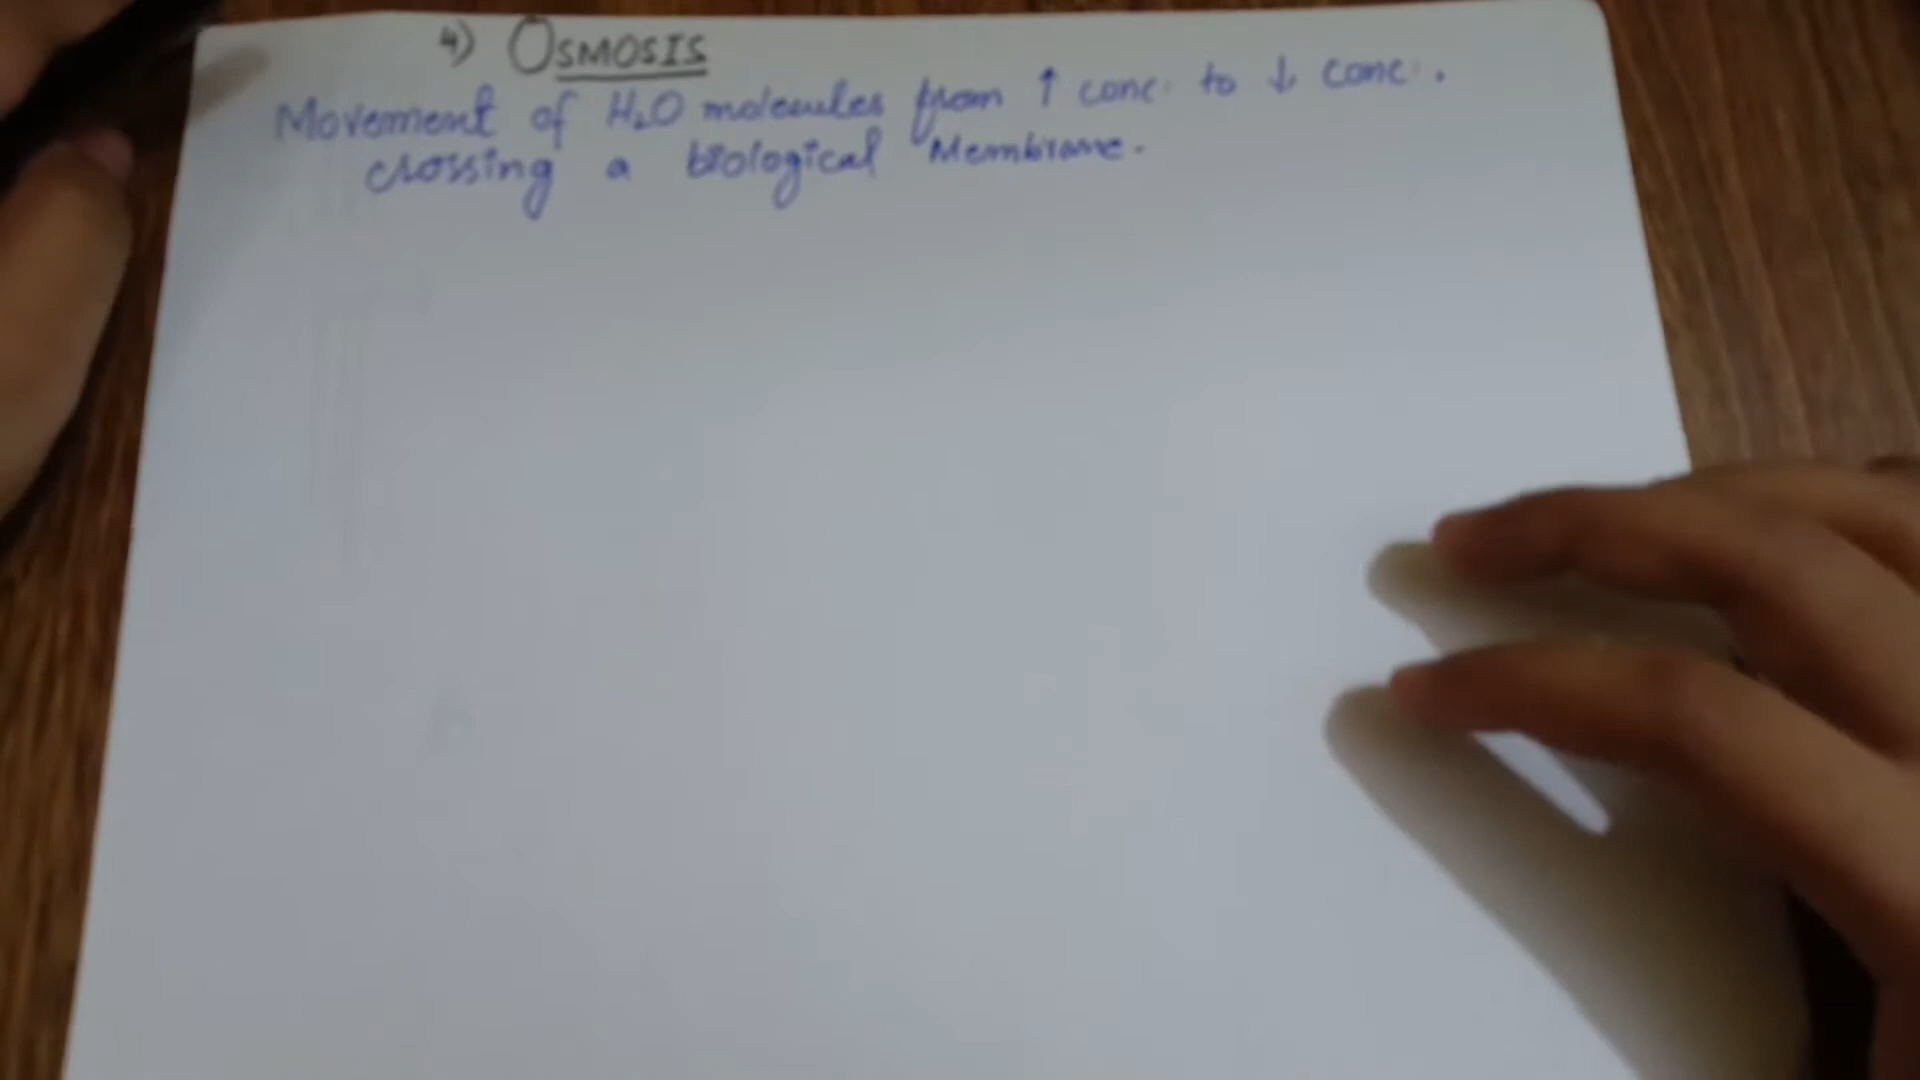 4) OSMOSIS
Movement of H₂O molecules from ↑ conc. to ↓ conc.
crossing a biological Membrane.